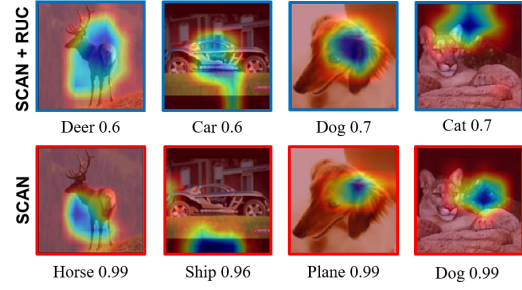 SCAN + RUC
Deer 0.6
Car 0.6
Dog 0.7
Cat 0.7
SCAN
Horse 0.99
Ship 0.96
Plane 0.99
Dog 0.99